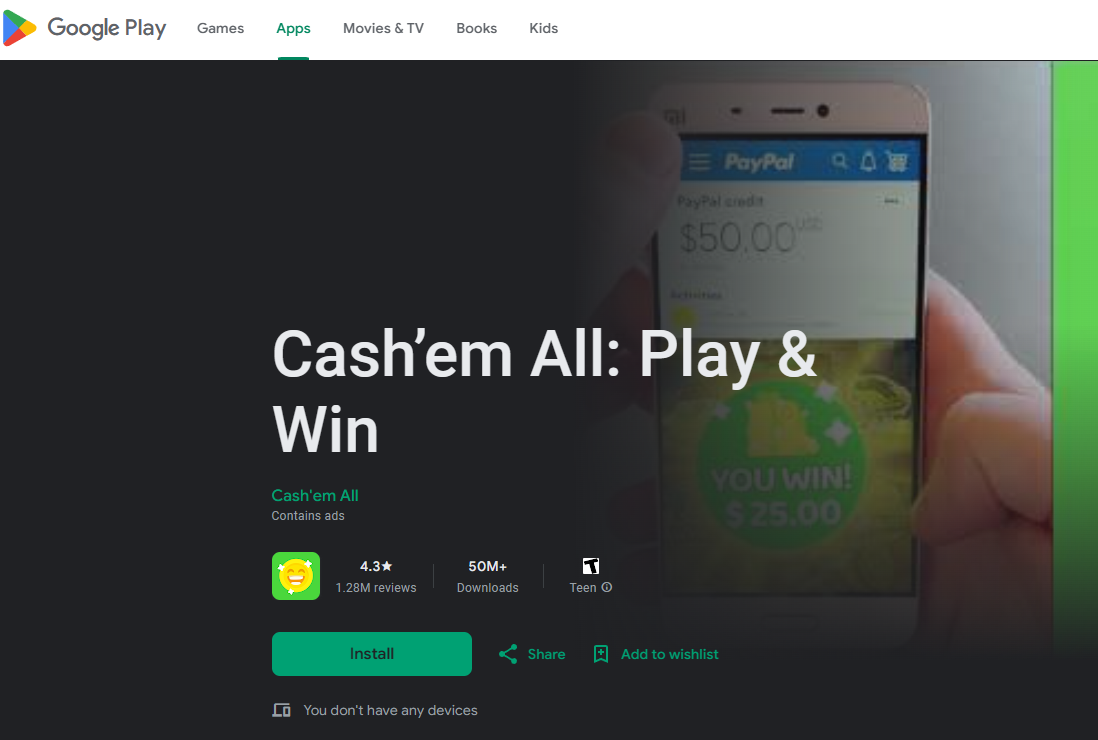 Google Play
Games
Apps
Movies & TV
Books
Kids
mi
PayPal
PayPal credit
$50,00 USD
Activities
YOU WIN!
$25.00
Cash’em All: Play &
Win
Cash'em All
Contains ads
4.3★
1.28M reviews
50M+
Downloads
T
Teen
Install
Share
Add to wishlist
You don't have any devices